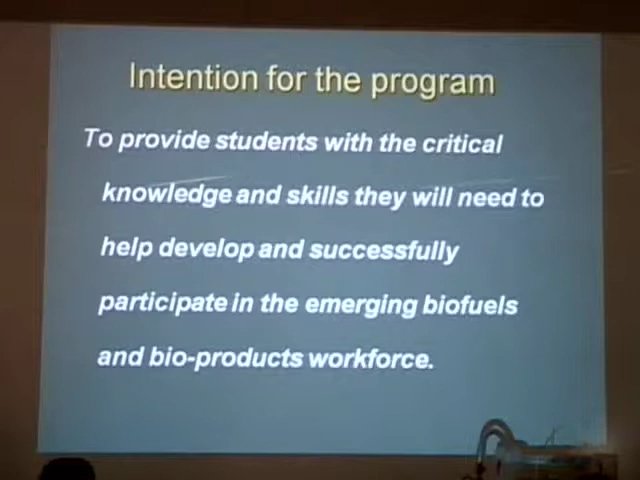 Intention for the program
To provide students with the critical
knowledge and skills they will need to
help develop and successfully
participate in the emerging biofuels
and bio-products workforce.